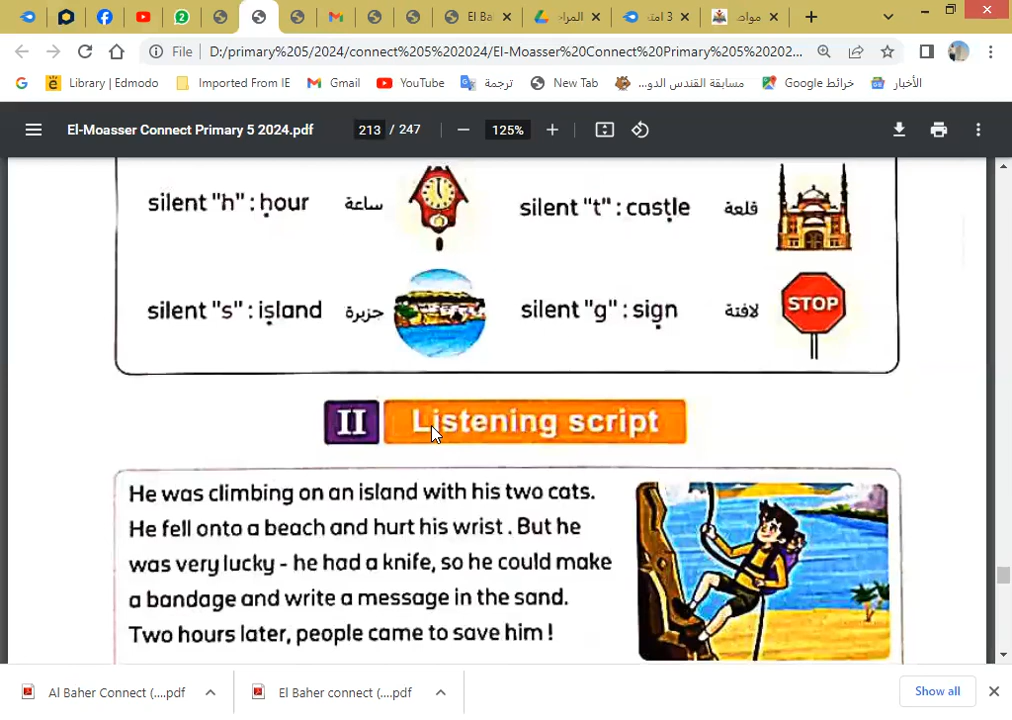 2
El Ba
المراء
3 امتـ
مواصـ
File D:/primary%205/2024/connect%205%202024/El-Moasser%20Connect%20Primary%205%20202...
Library | Edmodo Imported From IE Gmail YouTube ترجمة New Tab مسابقة القندس الدو... خرائط Google الأخبار
El-Moasser Connect Primary 5 2024.pdf 213 / 247 125%
silent "h" : hour ساعة silent "t" : castle قلعة
silent "s" : island جزيرة silent "g" : sign لافتة STOP
II Listening script
He was climbing on an island with his two cats.
He fell onto a beach and hurt his wrist . But he
was very lucky - he had a knife, so he could make
a bandage and write a message in the sand.
Two hours later, people came to save him !
Al Baher Connect (....pdf El Baher connect (....pdf Show all